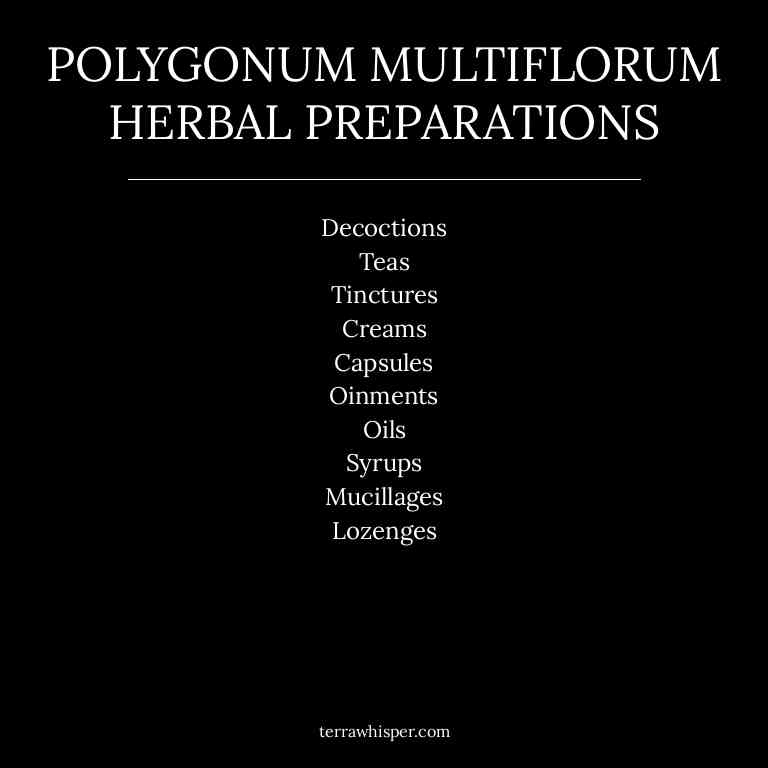 POLYGONUM MULTIFLORUM
HERBAL PREPARATIONS
Decoctions
Teas
Tinctures
Creams
Capsules
Oinments
Oils
Syrups
Mucillages
Lozenges
terrawhisper.com